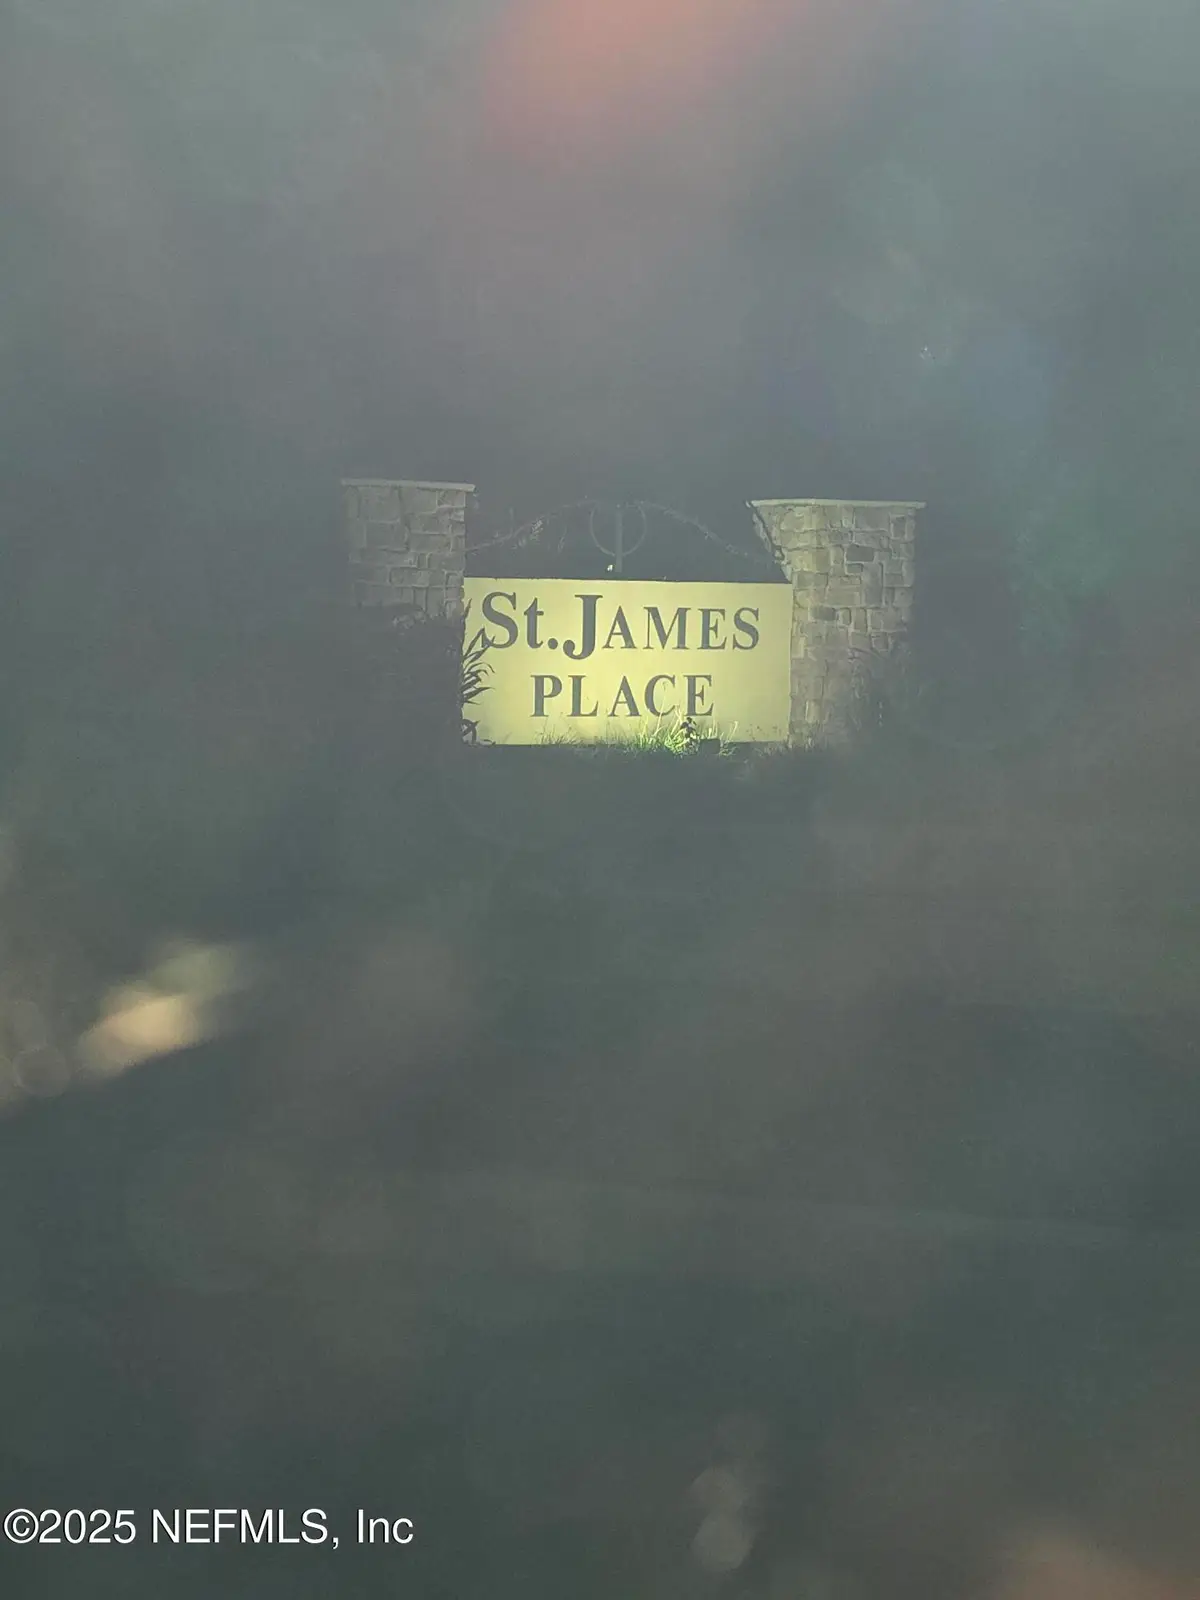 St. JAMES
PLACE
©2025 NEFMLS, Inc